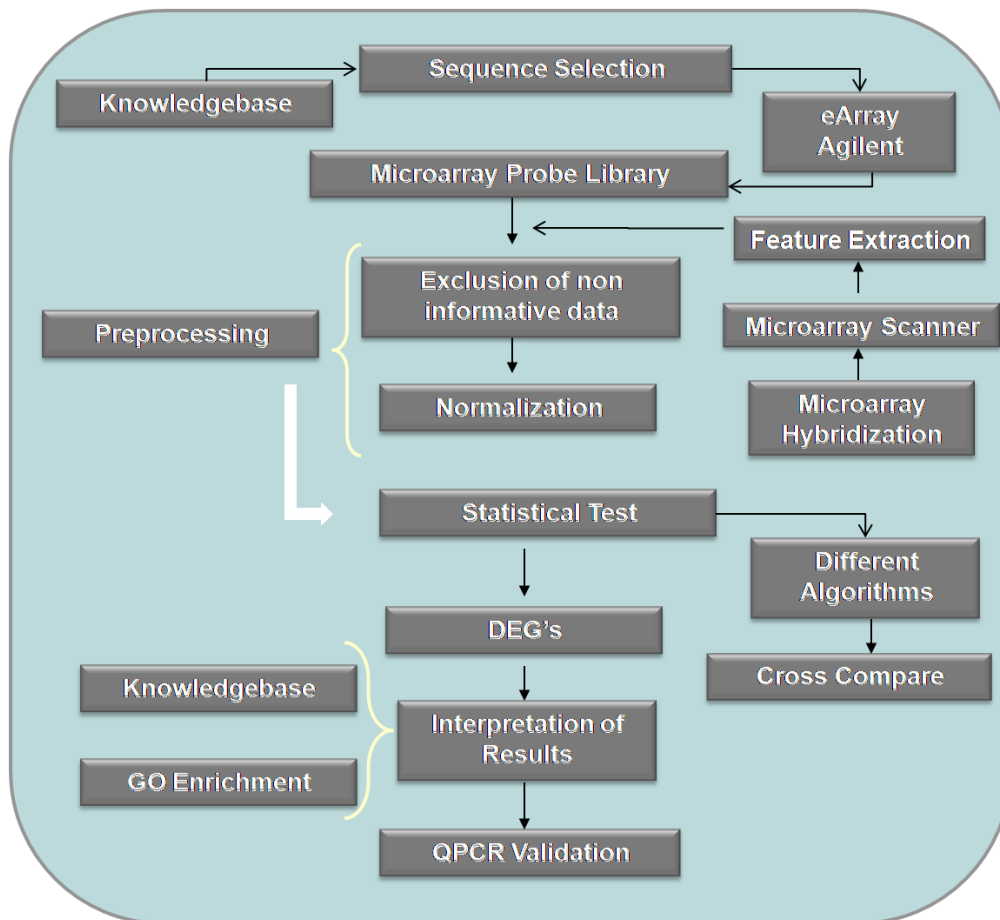 Sequence Selection
Knowledgebase
eArray
Agilent
Microarray Probe Library
Feature Extraction
Exclusion of non
informative data
Preprocessing
Microarray Scanner
Normalization
Microarray
Hybridization
Statistical Test
Different
Algorithms
DEG's
Knowledgebase
Cross Compare
Interpretation of
Results
GO Enrichment
QPCR Validation